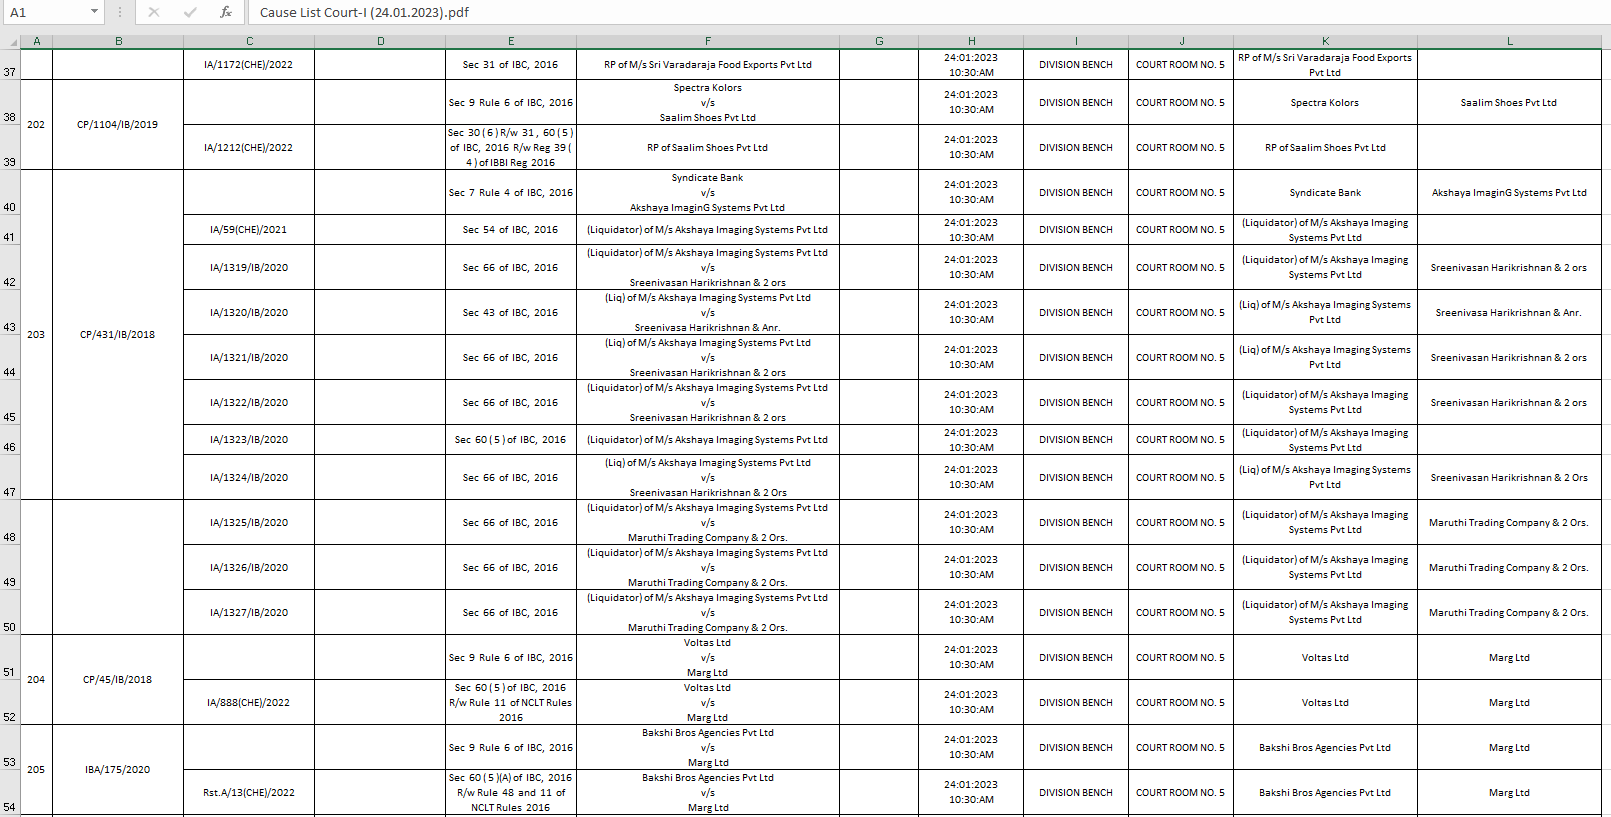 A1 fx Cause List Court-I (24.01.2023).pdf
A B C D E F G H I J K L
37 IA/1172(CHE)/2022 Sec 31 of IBC, 2016 RP of M/s Sri Varadaraja Food Exports Pvt Ltd 24:01:2023 10:30:AM DIVISION BENCH COURT ROOM NO. 5 RP of M/s Sri Varadaraja Food Exports Pvt Ltd
202 CP/1104/IB/2019
38 Sec 9 Rule 6 of IBC, 2016 Spectra Kolors v/s Saalim Shoes Pvt Ltd 24:01:2023 10:30:AM DIVISION BENCH COURT ROOM NO. 5 Spectra Kolors Saalim Shoes Pvt Ltd
39 IA/1212(CHE)/2022 Sec 30 ( 6 ) R/w 31 , 60 ( 5 ) of IBC, 2016 R/w Reg 39 ( 4 ) of IBBI Reg 2016 RP of Saalim Shoes Pvt Ltd 24:01:2023 10:30:AM DIVISION BENCH COURT ROOM NO. 5 RP of Saalim Shoes Pvt Ltd
203 CP/431/IB/2018
40 Sec 7 Rule 4 of IBC, 2016 Syndicate Bank v/s Akshaya ImaginG Systems Pvt Ltd 24:01:2023 10:30:AM DIVISION BENCH COURT ROOM NO. 5 Syndicate Bank Akshaya ImaginG Systems Pvt Ltd
41 IA/59(CHE)/2021 Sec 54 of IBC, 2016 (Liquidator) of M/s Akshaya Imaging Systems Pvt Ltd 24:01:2023 10:30:AM DIVISION BENCH COURT ROOM NO. 5 (Liquidator) of M/s Akshaya Imaging Systems Pvt Ltd
42 IA/1319/IB/2020 Sec 66 of IBC, 2016 (Liquidator) of M/s Akshaya Imaging Systems Pvt Ltd v/s Sreenivasan Harikrishnan & 2 ors 24:01:2023 10:30:AM DIVISION BENCH COURT ROOM NO. 5 (Liquidator) of M/s Akshaya Imaging Systems Pvt Ltd Sreenivasan Harikrishnan & 2 ors
43 IA/1320/IB/2020 Sec 43 of IBC, 2016 (Liq) of M/s Akshaya Imaging Systems Pvt Ltd v/s Sreenivasa Harikrishnan & Anr. 24:01:2023 10:30:AM DIVISION BENCH COURT ROOM NO. 5 (Liq) of M/s Akshaya Imaging Systems Pvt Ltd Sreenivasa Harikrishnan & Anr.
44 IA/1321/IB/2020 Sec 66 of IBC, 2016 (Liq) of M/s Akshaya Imaging Systems Pvt Ltd v/s Sreenivasan Harikrishnan & 2 ors 24:01:2023 10:30:AM DIVISION BENCH COURT ROOM NO. 5 (Liq) of M/s Akshaya Imaging Systems Pvt Ltd Sreenivasan Harikrishnan & 2 ors
45 IA/1322/IB/2020 Sec 66 of IBC, 2016 (Liquidator) of M/s Akshaya Imaging Systems Pvt Ltd v/s Sreenivasan Harikrishnan & 2 ors 24:01:2023 10:30:AM DIVISION BENCH COURT ROOM NO. 5 (Liquidator) of M/s Akshaya Imaging Systems Pvt Ltd Sreenivasan Harikrishnan & 2 ors
46 IA/1323/IB/2020 Sec 60 ( 5 ) of IBC, 2016 (Liquidator) of M/s Akshaya Imaging Systems Pvt Ltd 24:01:2023 10:30:AM DIVISION BENCH COURT ROOM NO. 5 (Liquidator) of M/s Akshaya Imaging Systems Pvt Ltd
47 IA/1324/IB/2020 Sec 66 of IBC, 2016 (Liq) of M/s Akshaya Imaging Systems Pvt Ltd v/s Sreenivasan Harikrishnan & 2 Ors 24:01:2023 10:30:AM DIVISION BENCH COURT ROOM NO. 5 (Liq) of M/s Akshaya Imaging Systems Pvt Ltd Sreenivasan Harikrishnan & 2 Ors
48 IA/1325/IB/2020 Sec 66 of IBC, 2016 (Liquidator) of M/s Akshaya Imaging Systems Pvt Ltd v/s Maruthi Trading Company & 2 Ors. 24:01:2023 10:30:AM DIVISION BENCH COURT ROOM NO. 5 (Liquidator) of M/s Akshaya Imaging Systems Pvt Ltd Maruthi Trading Company & 2 Ors.
49 IA/1326/IB/2020 Sec 66 of IBC, 2016 (Liquidator) of M/s Akshaya Imaging Systems Pvt Ltd v/s Maruthi Trading Company & 2 Ors. 24:01:2023 10:30:AM DIVISION BENCH COURT ROOM NO. 5 (Liquidator) of M/s Akshaya Imaging Systems Pvt Ltd Maruthi Trading Company & 2 Ors.
50 IA/1327/IB/2020 Sec 66 of IBC, 2016 (Liquidator) of M/s Akshaya Imaging Systems Pvt Ltd v/s Maruthi Trading Company & 2 Ors. 24:01:2023 10:30:AM DIVISION BENCH COURT ROOM NO. 5 (Liquidator) of M/s Akshaya Imaging Systems Pvt Ltd Maruthi Trading Company & 2 Ors.
204 CP/45/IB/2018
51 Sec 9 Rule 6 of IBC, 2016 Voltas Ltd v/s Marg Ltd 24:01:2023 10:30:AM DIVISION BENCH COURT ROOM NO. 5 Voltas Ltd Marg Ltd
52 IA/888(CHE)/2022 Sec 60 ( 5 ) of IBC, 2016 R/w Rule 11 of NCLT Rules 2016 Voltas Ltd v/s Marg Ltd 24:01:2023 10:30:AM DIVISION BENCH COURT ROOM NO. 5 Voltas Ltd Marg Ltd
205 IBA/175/2020
53 Sec 9 Rule 6 of IBC, 2016 Bakshi Bros Agencies Pvt Ltd v/s Marg Ltd 24:01:2023 10:30:AM DIVISION BENCH COURT ROOM NO. 5 Bakshi Bros Agencies Pvt Ltd Marg Ltd
54 Rst.A/13(CHE)/2022 Sec 60 ( 5 )(A) of IBC, 2016 R/w Rule 48 and 11 of NCLT Rules 2016 Bakshi Bros Agencies Pvt Ltd v/s Marg Ltd 24:01:2023 10:30:AM DIVISION BENCH COURT ROOM NO. 5 Bakshi Bros Agencies Pvt Ltd Marg Ltd